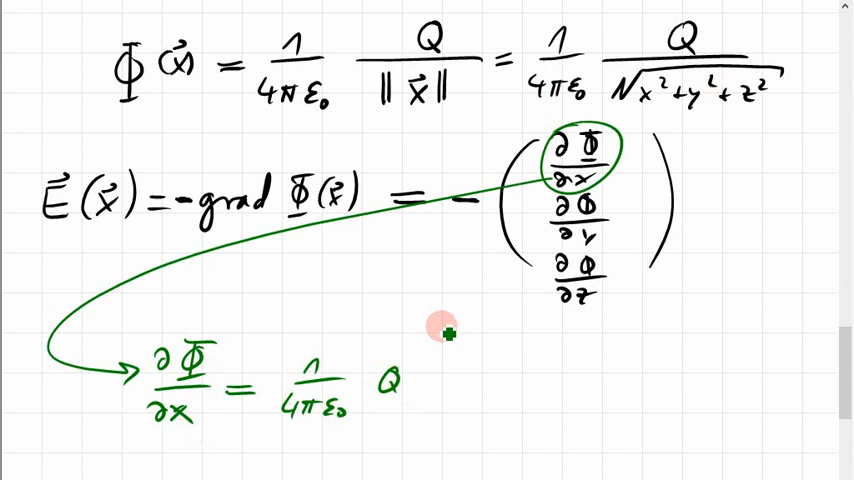 Φ(x⃗) = 1/(4πε₀) Q/‖x⃗‖ = 1/(4πε₀) Q/√(x²+y²+z²)
E⃗(x⃗) = -grad Φ(x⃗) = - (∂Φ/∂x
∂Φ/∂y
∂Φ/∂z)
∂Φ/∂x = 1/(4πε₀) Q